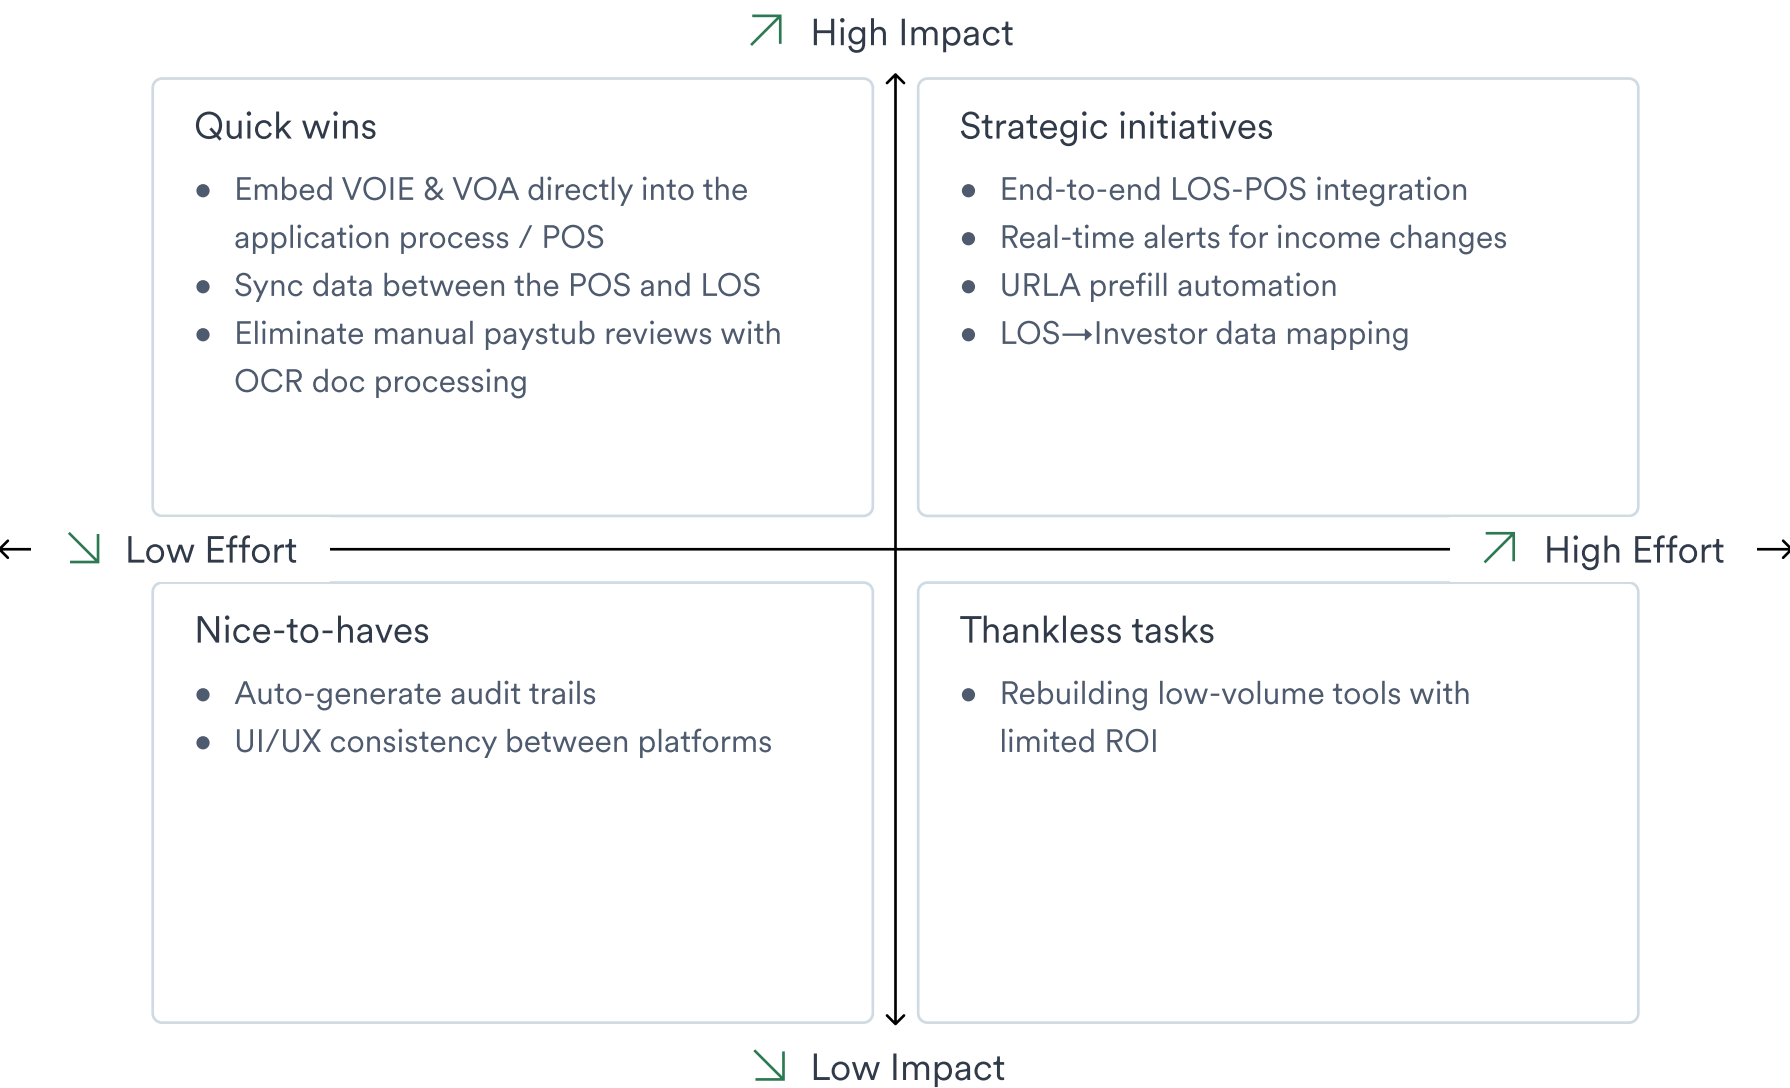 High Impact
Quick wins
● Embed VOIE & VOA directly into the
application process / POS
● Sync data between the POS and LOS
● Eliminate manual paystub reviews with
OCR doc processing
Strategic initiatives
● End-to-end LOS-POS integration
● Real-time alerts for income changes
● URLA prefill automation
● LOS→Investor data mapping
Low Effort
High Effort
Nice-to-haves
● Auto-generate audit trails
● UI/UX consistency between platforms
Thankless tasks
● Rebuilding low-volume tools with
limited ROI
Low Impact